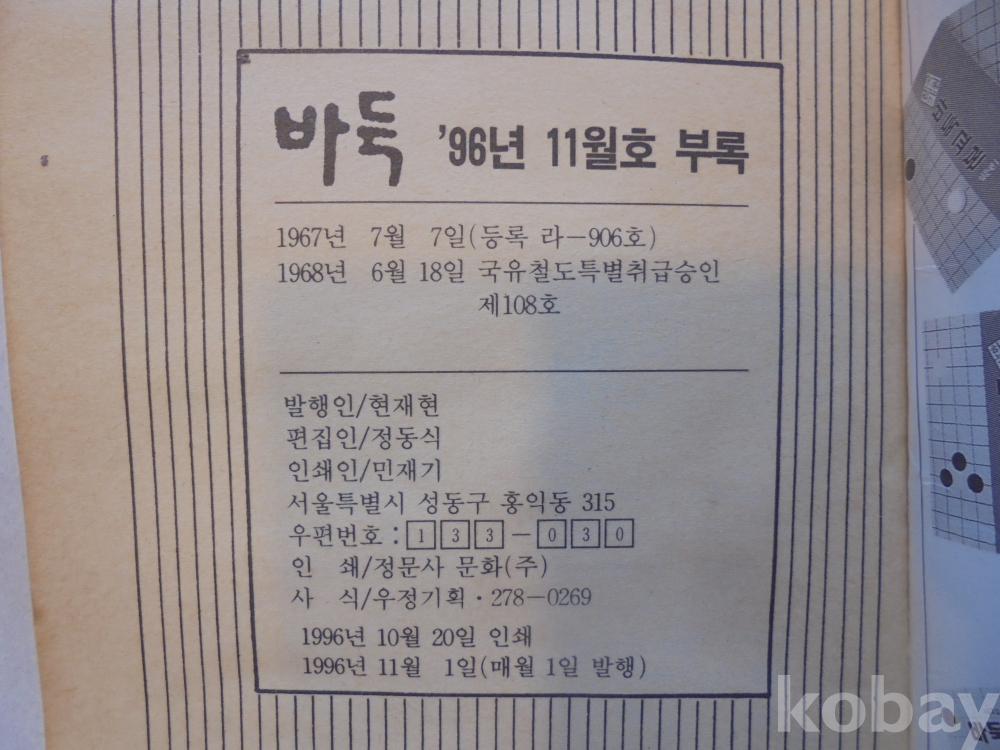 바둑 '96년 11월호 부록
1967년 7월 7일(등록 라-906호)
1968년 6월 18일 국유철도특별취급승인
제108호
발행인/현재현
편집인/정동식
인쇄인/민재기
서울특별시 성동구 홍익동 315
우편번호 : 133-030
인 쇄/정문사 문화(주)
사 식/우정기획·278-0269
1996년 10월 20일 인쇄
1996년 11월 1일(매월 1일 발행)
kobay
바둑